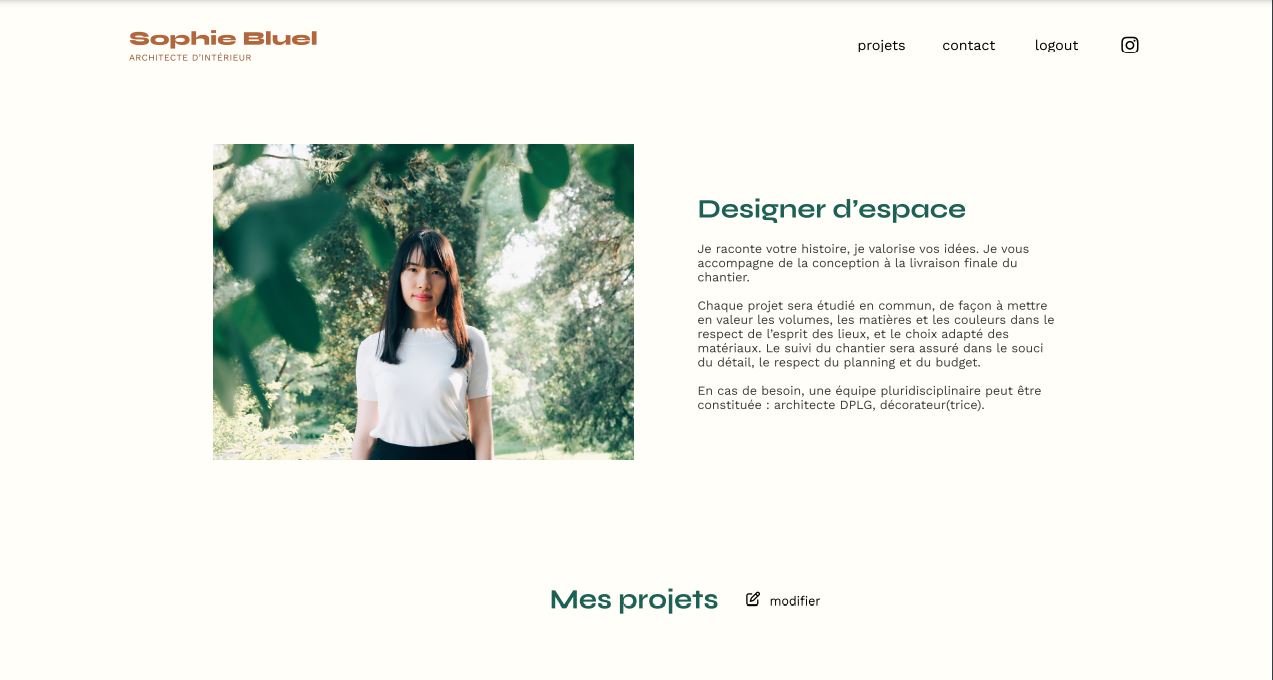 Sophie Bluel
ARCHITECTE D'INTÉRIEUR
projets contact logout
Designer d’espace
Je raconte votre histoire, je valorise vos idées. Je vous
accompagne de la conception à la livraison finale du
chantier.
Chaque projet sera étudié en commun, de façon à mettre
en valeur les volumes, les matières et les couleurs dans le
respect de l’esprit des lieux, et le choix adapté des
matériaux. Le suivi du chantier sera assuré dans le souci
du détail, le respect du planning et du budget.
En cas de besoin, une équipe pluridisciplinaire peut être
constituée : architecte DPLG, décorateur(trice).
Mes projets modifier